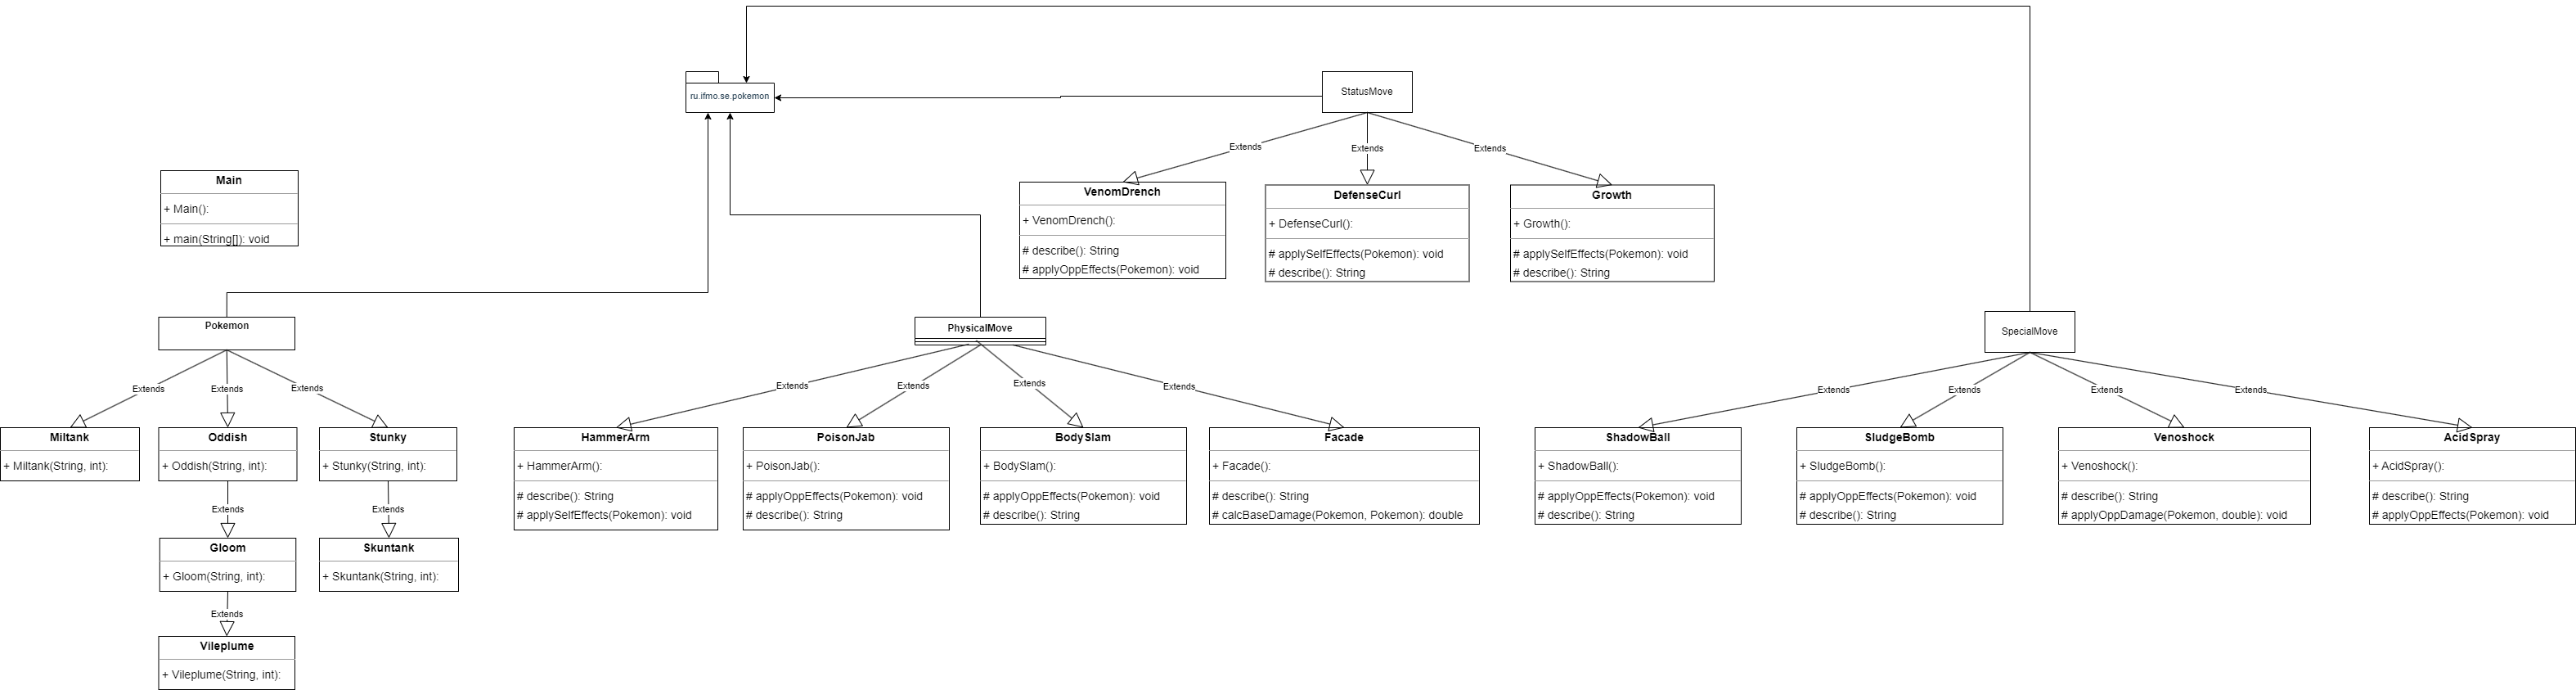 ru.ifmo.se.pokemon
StatusMove
Extends
Extends
Extends
Main
+ Main():
+ main(String[]): void
VenomDrench
+ VenomDrench():
# describe(): String
# applyOppEffects(Pokemon): void
DefenseCurl
+ DefenseCurl():
# applySelfEffects(Pokemon): void
# describe(): String
Growth
+ Growth():
# applySelfEffects(Pokemon): void
# describe(): String
Pokemon
PhysicalMove
SpecialMove
Extends
Extends
Extends
Extends
Extends
Extends
Extends
Extends
Extends
Extends
Extends
Miltank
+ Miltank(String, int):
Oddish
+ Oddish(String, int):
Stunky
+ Stunky(String, int):
HammerArm
+ HammerArm():
# describe(): String
# applySelfEffects(Pokemon): void
PoisonJab
+ PoisonJab():
# applyOppEffects(Pokemon): void
# describe(): String
BodySlam
+ BodySlam():
# applyOppEffects(Pokemon): void
# describe(): String
Facade
+ Facade():
# describe(): String
# calcBaseDamage(Pokemon, Pokemon): double
ShadowBall
+ ShadowBall():
# applyOppEffects(Pokemon): void
# describe(): String
SludgeBomb
+ SludgeBomb():
# applyOppEffects(Pokemon): void
# describe(): String
Venoshock
+ Venoshock():
# describe(): String
# applyOppDamage(Pokemon, double): void
AcidSpray
+ AcidSpray():
# describe(): String
# applyOppEffects(Pokemon): void
Extends
Extends
Gloom
+ Gloom(String, int):
Skuntank
+ Skuntank(String, int):
Extends
Vileplume
+ Vileplume(String, int):